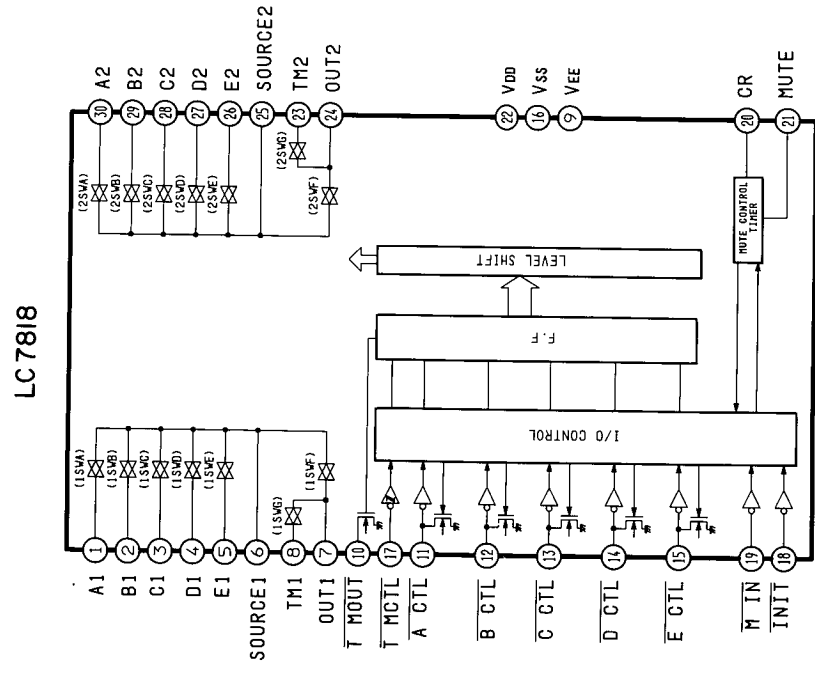 LC7818
1 A1
2 B1
3 C1
4 D1
5 E1
6 SOURCE1
8 TM1
7 OUT1
10 T MOUT
17 T MCTL
11 A CTL
12 B CTL
13 C CTL
14 D CTL
15 E CTL
19 M IN
18 INIT
(1SWA)
(1SWB)
(1SWC)
(1SWD)
(1SWE)
(1SWG)
(1SWF)
I/O CONTROL
F.F
LEVEL SHIFT
MUTE CONTROL
TIMER
(2SWA)
(2SWB)
(2SWC)
(2SWD)
(2SWE)
(2SWG)
(2SWF)
30 A2
29 B2
28 C2
27 D2
26 E2
25 SOURCE2
23 TM2
24 OUT2
22 VDD
16 VSS
9 VEE
20 CR
21 MUTE